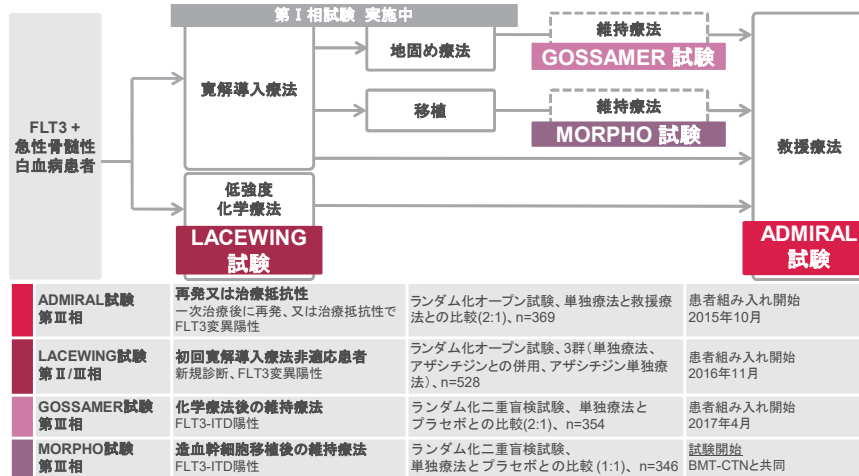 第Ⅰ相試験 実施中
FLT3 +
急性骨髄性
白血病患者
寛解導入療法
地固め療法
維持療法
GOSSAMER 試験
移植
維持療法
MORPHO 試験
低強度
化学療法
LACEWING
試験
救援療法
ADMIRAL
試験
ADMIRAL試験
第Ⅲ相
再発又は治療抵抗性
一次治療後に再発、又は治療抵抗性で
FLT3変異陽性
ランダム化オープン試験、単独療法と救援療
法との比較(2:1)、n=369
患者組み入れ開始
2015年10月
LACEWING試験
第Ⅱ/Ⅲ相
初回寛解導入療法非適応患者
新規診断、FLT3変異陽性
ランダム化オープン試験、3群（単独療法、
アザシチジンとの併用、アザシチジン単独療
法）、n=528
患者組み入れ開始
2016年11月
GOSSAMER試験
第Ⅲ相
化学療法後の維持療法
FLT3-ITD陽性
ランダム化二重盲検試験、 単独療法と
プラセボとの比較(2:1)、 n=354
患者組み入れ開始
2017年4月
MORPHO試験
第Ⅲ相
造血幹細胞移植後の維持療法
FLT3-ITD陽性
ランダム化二重盲検試験、
単独療法とプラセボとの比較 (1:1)、 n=346
試験開始
BMT-CTNと共同